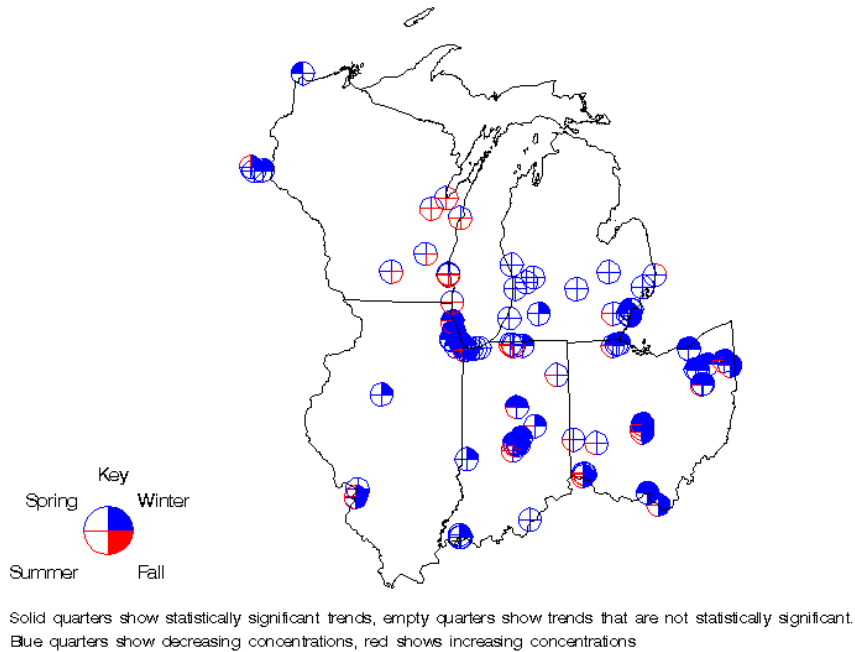 Key
Spring Winter
Summer Fall
Solid quarters show statistically significant trends, empty quarters show trends that are not statistically significant.
Blue quarters show decreasing concentrations, red shows increasing concentrations